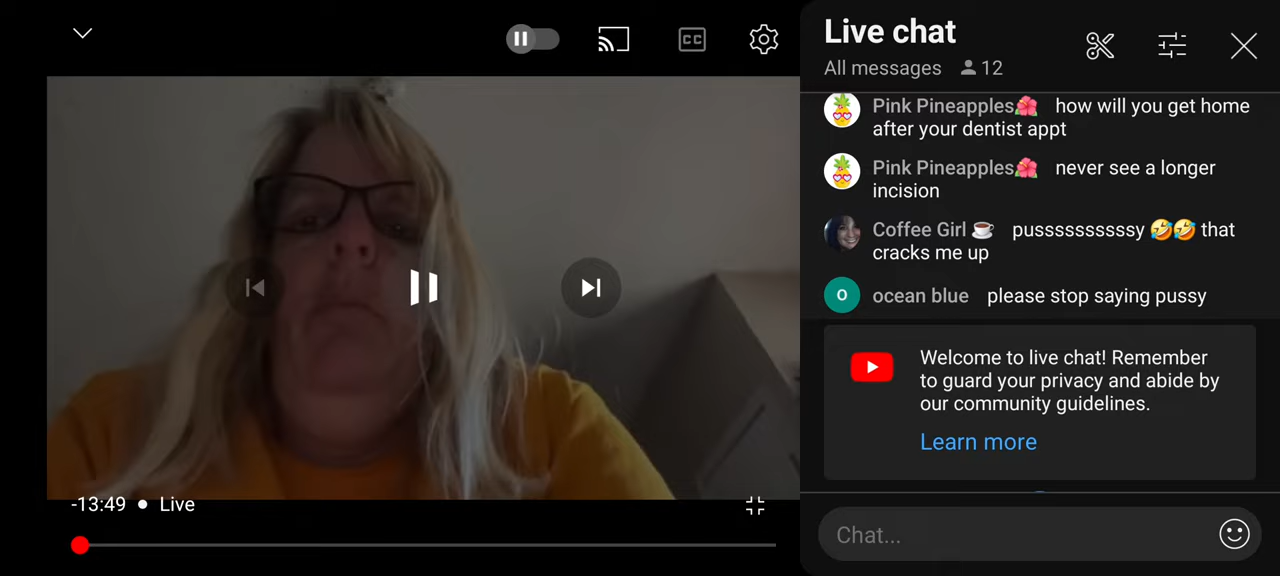 CC
Live chat
All messages 12
Pink Pineapples🌺 how will you get home
after your dentist appt
Pink Pineapples🌺 never see a longer
incision
Coffee Girl ☕ pussssssssssy 🤣🤣 that
cracks me up
O ocean blue please stop saying pussy
Welcome to live chat! Remember
to guard your privacy and abide by
our community guidelines.
Learn more
-13:49 • Live
Chat...